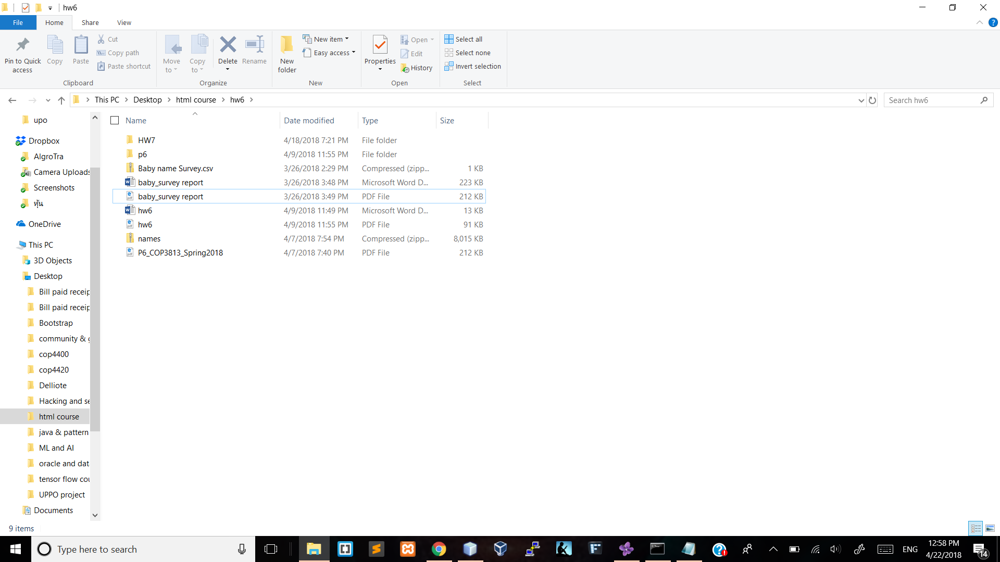 hw6
File Home Share View
Pin to Quick access
Copy
Paste
Cut
Copy path
Paste shortcut
Clipboard
Move to
Copy to
Delete
Rename
Organize
New folder
New item
Easy access
New
Properties
Open
Edit
History
Open
Select all
Select none
Invert selection
Select
This PC Desktop html course hw6
Search hw6
upo
Dropbox
AlgroTra
Camera Uploads
Screenshots
หุ้น
OneDrive
This PC
3D Objects
Desktop
Bill paid receip
Bill paid receip
Bootstrap
community & g
cop4400
cop4420
Delliote
Hacking and se
html course
java & pattern
ML and AI
oracle and dat
tensor flow cou
UPPO project
Documents
Name Date modified Type Size
HW7 4/18/2018 7:21 PM File folder
p6 4/9/2018 11:55 PM File folder
Baby name Survey.csv 3/26/2018 2:29 PM Compressed (zipp... 1 KB
baby_survey report 3/26/2018 3:48 PM Microsoft Word D... 223 KB
baby_survey report 3/26/2018 3:49 PM PDF File 212 KB
hw6 4/9/2018 11:49 PM Microsoft Word D... 13 KB
hw6 4/9/2018 11:55 PM PDF File 91 KB
names 4/7/2018 7:54 PM Compressed (zipp... 8,015 KB
P6_COP3813_Spring2018 4/7/2018 7:40 PM PDF File 212 KB
9 items
Type here to search
ENG
12:58 PM
4/22/2018
14